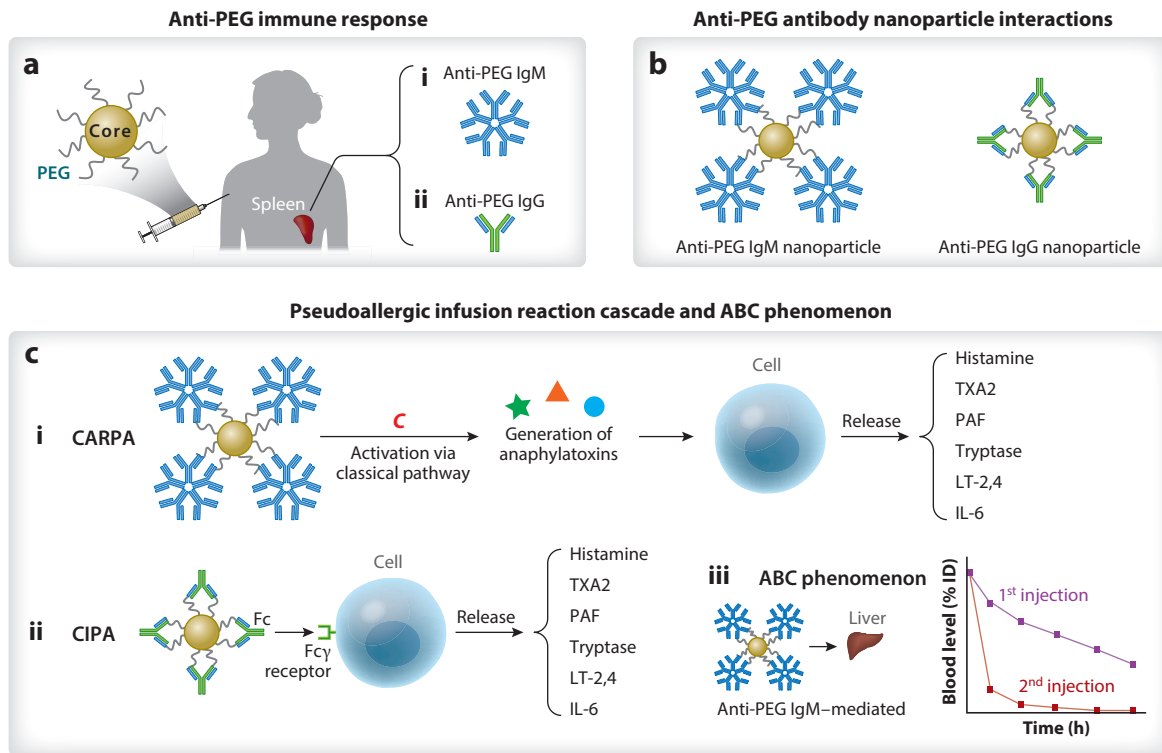 Anti-PEG immune response
a
Core
PEG
Spleen
i
Anti-PEG IgM
ii
Anti-PEG IgG
Anti-PEG antibody nanoparticle interactions
b
Anti-PEG IgM nanoparticle
Anti-PEG IgG nanoparticle
Pseudoallergic infusion reaction cascade and ABC phenomenon
c
i
CARPA
C
Activation via
classical pathway
Generation of
anaphylatoxins
Cell
Release
Histamine
TXA2
PAF
Tryptase
LT-2,4
IL-6
ii
CIPA
Fc
Fcγ
receptor
Cell
Release
Histamine
TXA2
PAF
Tryptase
LT-2,4
IL-6
iii
ABC phenomenon
Liver
Anti-PEG IgM–mediated
Blood level (% ID)
1st injection
2nd injection
Time (h)